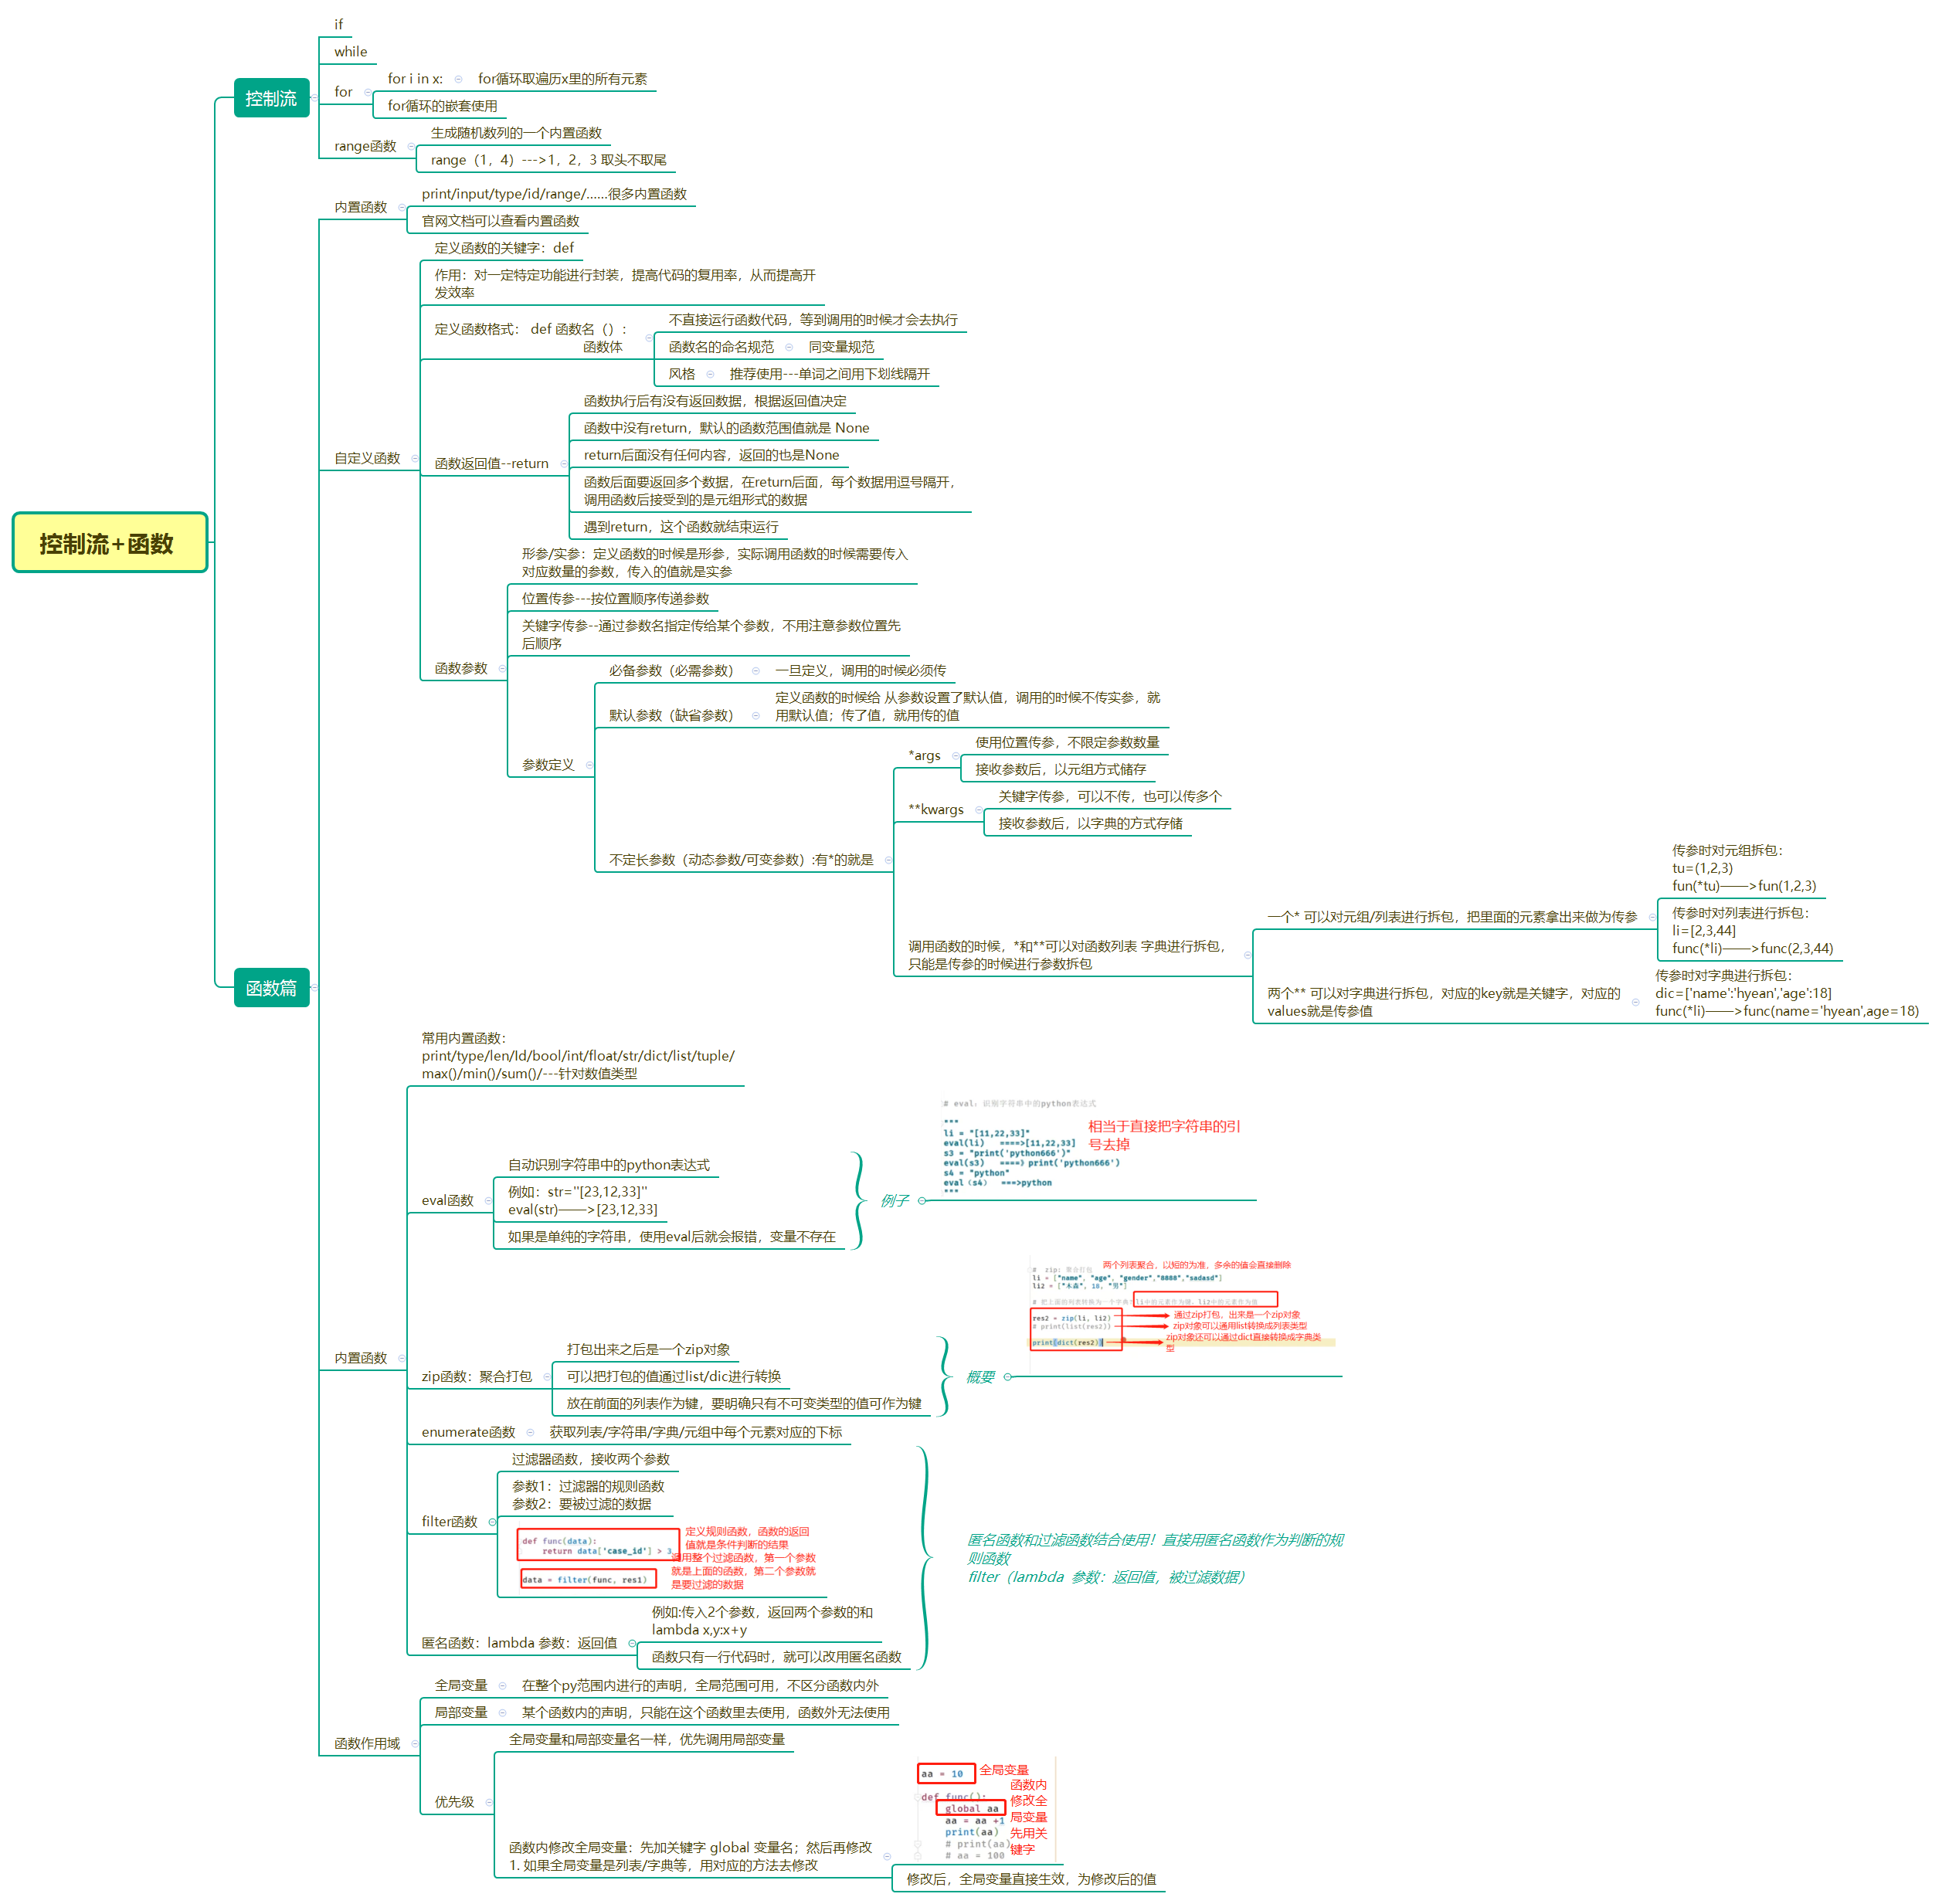 控制流+函数
控制流
if
while
for
for i in x:
for循环取遍历x里的所有元素
for循环的嵌套使用
range函数
生成随机数列的一个内置函数
range（1，4）--->1，2，3 取头不取尾
函数篇
内置函数
print/input/type/id/range/......很多内置函数
官网文档可以查看内置函数
自定义函数
定义函数的关键字：def
作用：对一定特定功能进行封装，提高代码的复用率，从而提高开
发效率
定义函数格式： def 函数名（）：
函数体
不直接运行函数代码，等到调用的时候才会去执行
函数名的命名规范
同变量规范
风格
推荐使用---单词之间用下划线隔开
函数返回值--return
函数执行后有没有返回数据，根据返回值决定
函数中没有return，默认的函数范围值就是 None
return后面没有任何内容，返回的也是None
函数后面要返回多个数据，在return后面，每个数据用逗号隔开，
调用函数后接受到的是元组形式的数据
遇到return，这个函数就结束运行
函数参数
形参/实参：定义函数的时候是形参，实际调用函数的时候需要传入
对应数量的参数，传入的值就是实参
位置传参---按位置顺序传递参数
关键字传参--通过参数名指定传给某个参数，不用注意参数位置先
后顺序
参数定义
必备参数（必需参数）
一旦定义，调用的时候必须传
默认参数（缺省参数）
定义函数的时候给 从参数设置了默认值，调用的时候不传实参，就
用默认值；传了值，就用传的值
不定长参数（动态参数/可变参数）:有*的就是
*args
使用位置传参，不限定参数数量
接收参数后，以元组方式储存
**kwargs
关键字传参，可以不传，也可以传多个
接收参数后，以字典的方式存储
调用函数的时候，*和**可以对函数列表 字典进行拆包，
只能是传参的时候进行参数拆包
一个* 可以对元组/列表进行拆包，把里面的元素拿出来做为传参
传参时对元组拆包：
tu=(1,2,3)
fun(*tu)——>fun(1,2,3)
传参时对列表进行拆包：
li=[2,3,44]
func(*li)——>func(2,3,44)
两个** 可以对字典进行拆包，对应的key就是关键字，对应的
values就是传参值
传参时对字典进行拆包：
dic=['name':'hyean','age':18]
func(*li)——>func(name='hyean',age=18)
内置函数
常用内置函数：
print/type/len/Id/bool/int/float/str/dict/list/tuple/
max()/min()/sum()/---针对数值类型
eval函数
自动识别字符串中的python表达式
例如：str="[23,12,33]"
eval(str)——>[23,12,33]
如果是单纯的字符串，使用eval后就会报错，变量不存在
例子
# eval：识别字符串中的python表达式
"""
li = "[11,22,33]"
eval(li) ====>[11,22,33]
s3 = "print('python666')"
eval(s3) ====》print('python666')
s4 = "python"
eval（s4） ===>python
"""
相当于直接把字符串的引
号去掉
zip函数：聚合打包
打包出来之后是一个zip对象
可以把打包的值通过list/dic进行转换
放在前面的列表作为键，要明确只有不可变类型的值可作为键
概要
# zip: 聚合打包
两个列表聚合，以短的为准，多余的值会直接删除
li = ["name", "age", "gender","8888","sadasd"]
li2 = ["木森", 18, "男"]
# 把上面的列表转换为一个字典，li中的元素作为键，li2中的元素作为值
res2 = zip(li, li2)
通过zip打包，出来是一个zip对象
# print(list(res2))
zip对象可以通用list转换成列表类型
print(dict(res2))
zip对象还可以通过dict直接转换成字典类
型
enumerate函数
获取列表/字符串/字典/元组中每个元素对应的下标
filter函数
过滤器函数，接收两个参数
参数1：过滤器的规则函数
参数2：要被过滤的数据
def func(data):
return data['case_id'] > 3
data = filter(func, res1)
定义规则函数，函数的返回
值就是条件判断的结果
调用整个过滤函数，第一个参数
就是上面的函数，第二个参数就
是要过滤的数据
匿名函数：lambda 参数：返回值
例如:传入2个参数，返回两个参数的和
lambda x,y:x+y
函数只有一行代码时，就可以改用匿名函数
匿名函数和过滤函数结合使用！直接用匿名函数作为判断的规
则函数
filter（lambda 参数：返回值，被过滤数据）
函数作用域
全局变量
在整个py范围内进行的声明，全局范围可用，不区分函数内外
局部变量
某个函数内的声明，只能在这个函数里去使用，函数外无法使用
优先级
全局变量和局部变量名一样，优先调用局部变量
函数内修改全局变量：先加关键字 global 变量名；然后再修改
1. 如果全局变量是列表/字典等，用对应的方法去修改
aa = 10
全局变量
def func():
global aa
aa = aa +1
print(aa)
# print(aa)
# aa = 100
函数内
修改全
局变量
先用关
键字
修改后，全局变量直接生效，为修改后的值